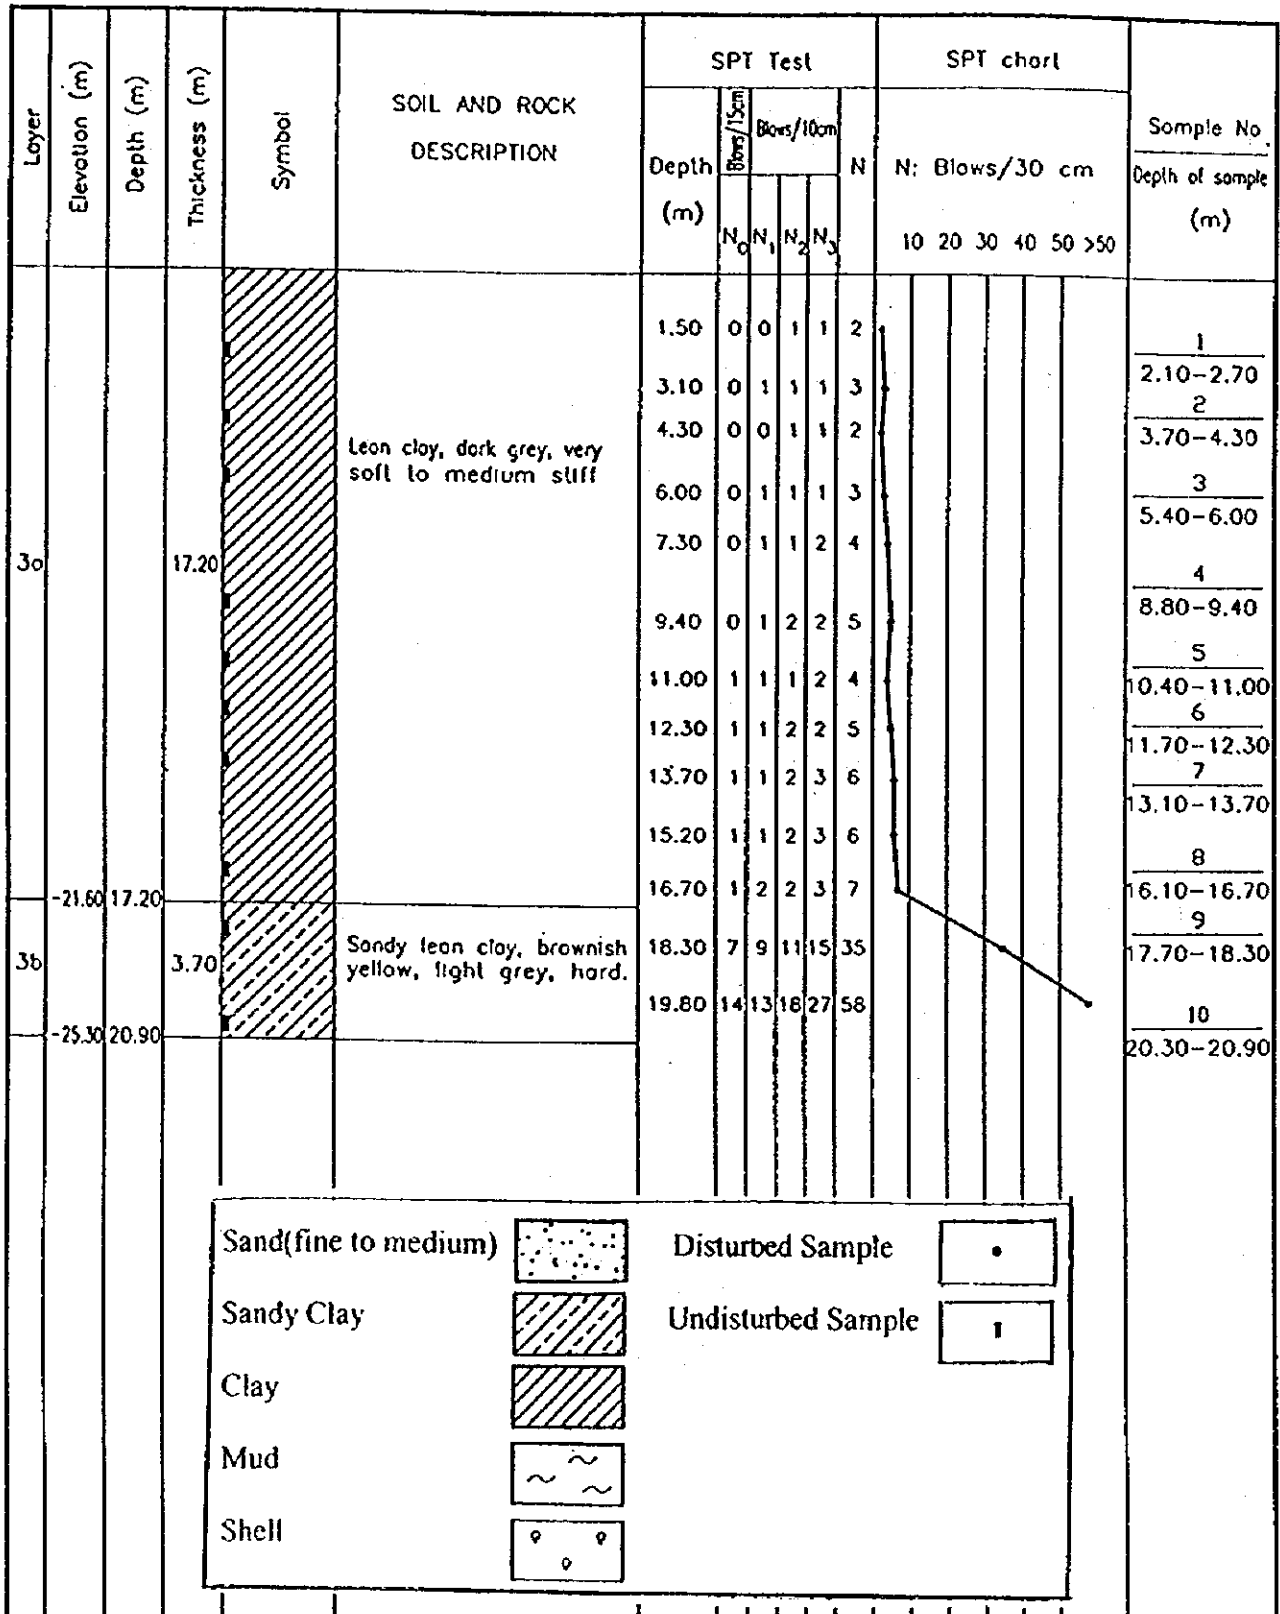 Layer
Elevation (m)
Depth (m)
Thickness (m)
Symbol
SOIL AND ROCK
DESCRIPTION
SPT Test
Depth
(m)
Blows/15cm
Blows/10cm
N
N0 N1 N2 N3
SPT chart
N: Blows/30 cm
10 20 30 40 50 >50
Sample No
Depth of sample
(m)
1.50 0 0 1 1 2
1
2.10-2.70
3.10 0 1 1 1 3
2
3.70-4.30
4.30 0 0 1 1 2
Lean clay, dark grey, very
soft to medium stiff
6.00 0 1 1 1 3
3
5.40-6.00
7.30 0 1 1 2 4
3a 17.20
4
8.80-9.40
9.40 0 1 2 2 5
5
10.40-11.00
11.00 1 1 1 2 4
6
11.70-12.30
12.30 1 1 2 2 5
7
13.10-13.70
13.70 1 1 2 3 6
15.20 1 1 2 3 6
8
16.10-16.70
16.70 1 2 2 3 7
-21.60 17.20
9
17.70-18.30
3b 3.70
Sandy lean clay, brownish
yellow, light grey, hard.
18.30 7 9 11 15 35
19.80 14 13 18 27 58
10
20.30-20.90
-25.30 20.90
Sand(fine to medium)
Sandy Clay
Clay
Mud
Shell
Disturbed Sample
Undisturbed Sample